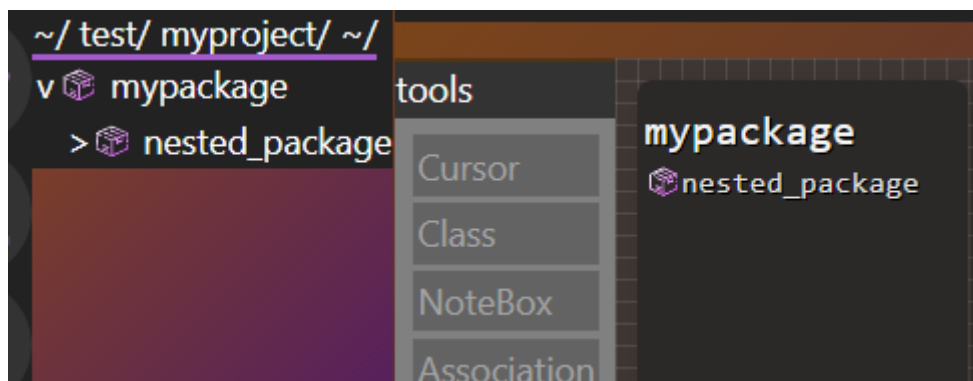 ~/ test/ myproject/ ~/
v mypackage
> nested_package
tools
Cursor
Class
NoteBox
Association
mypackage
nested_package